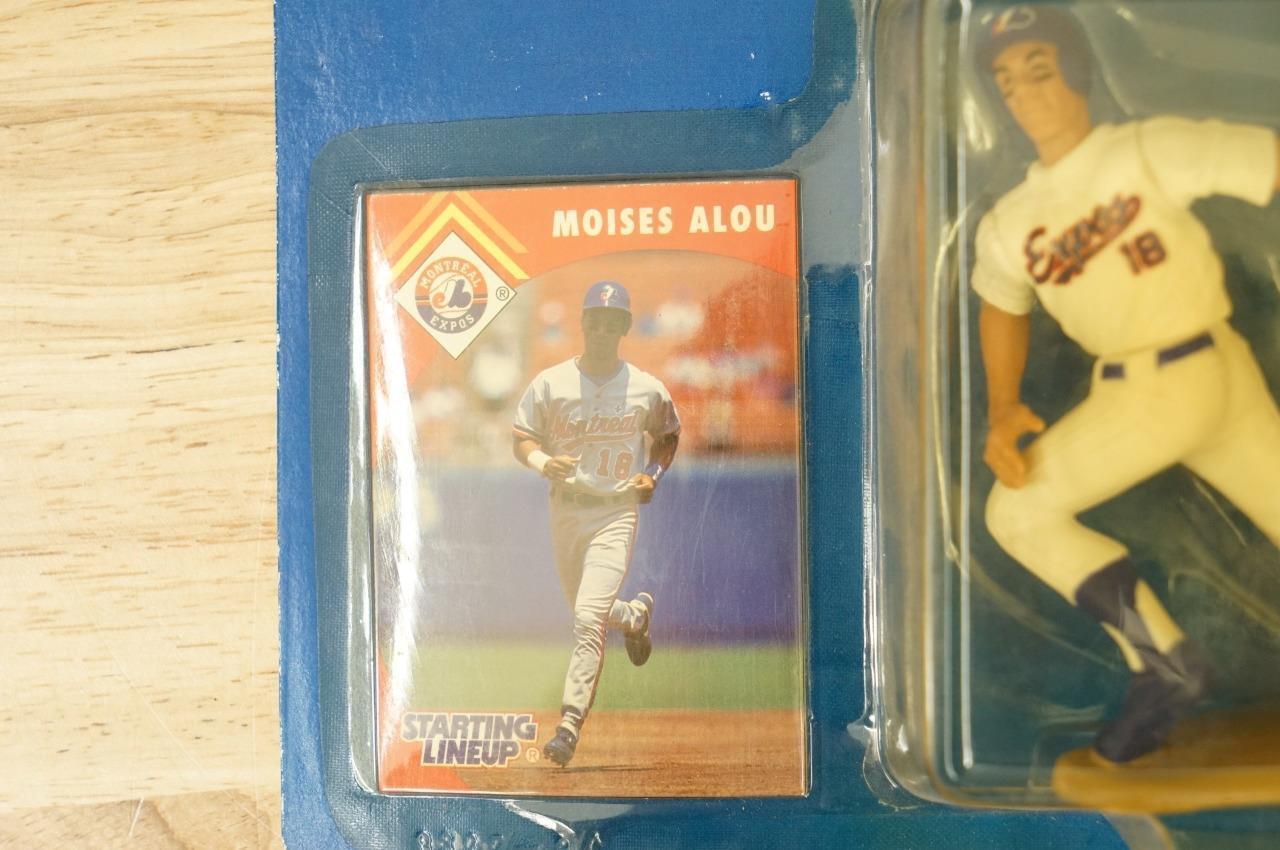 MOISES ALOU
MONTREAL
EXPOS
®
Montreal
18
STARTING
LINEUP ®
Expos
18